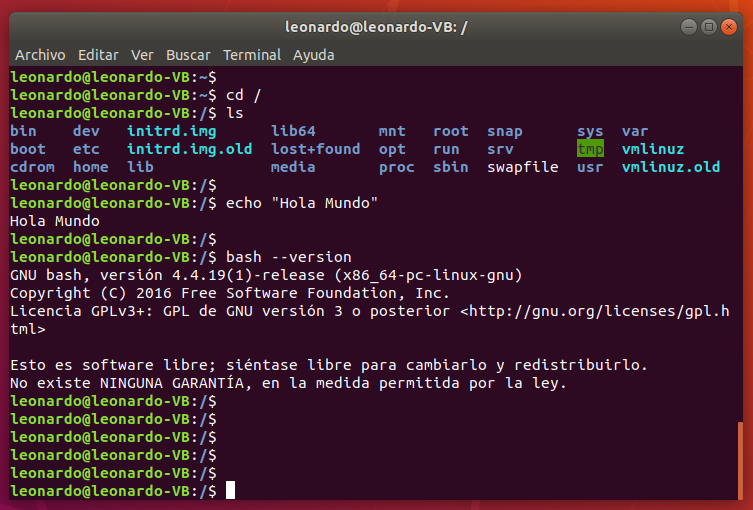 leonardo@leonardo-VB: /
Archivo Editar Ver Buscar Terminal Ayuda
leonardo@leonardo-VB:~$
leonardo@leonardo-VB:~$ cd /
leonardo@leonardo-VB:/$ ls
bin dev initrd.img lib64 mnt root snap sys var
boot etc initrd.img.old lost+found opt run srv tmp vmlinuz
cdrom home lib media proc sbin swapfile usr vmlinuz.old
leonardo@leonardo-VB:/$
leonardo@leonardo-VB:/$ echo "Hola Mundo"
Hola Mundo
leonardo@leonardo-VB:/$
leonardo@leonardo-VB:/$ bash --version
GNU bash, versión 4.4.19(1)-release (x86_64-pc-linux-gnu)
Copyright (C) 2016 Free Software Foundation, Inc.
Licencia GPLv3+: GPL de GNU versión 3 o posterior <http://gnu.org/licenses/gpl.h
tml>
Esto es software libre; siéntase libre para cambiarlo y redistribuirlo.
No existe NINGUNA GARANTÍA, en la medida permitida por la ley.
leonardo@leonardo-VB:/$
leonardo@leonardo-VB:/$
leonardo@leonardo-VB:/$
leonardo@leonardo-VB:/$
leonardo@leonardo-VB:/$
leonardo@leonardo-VB:/$